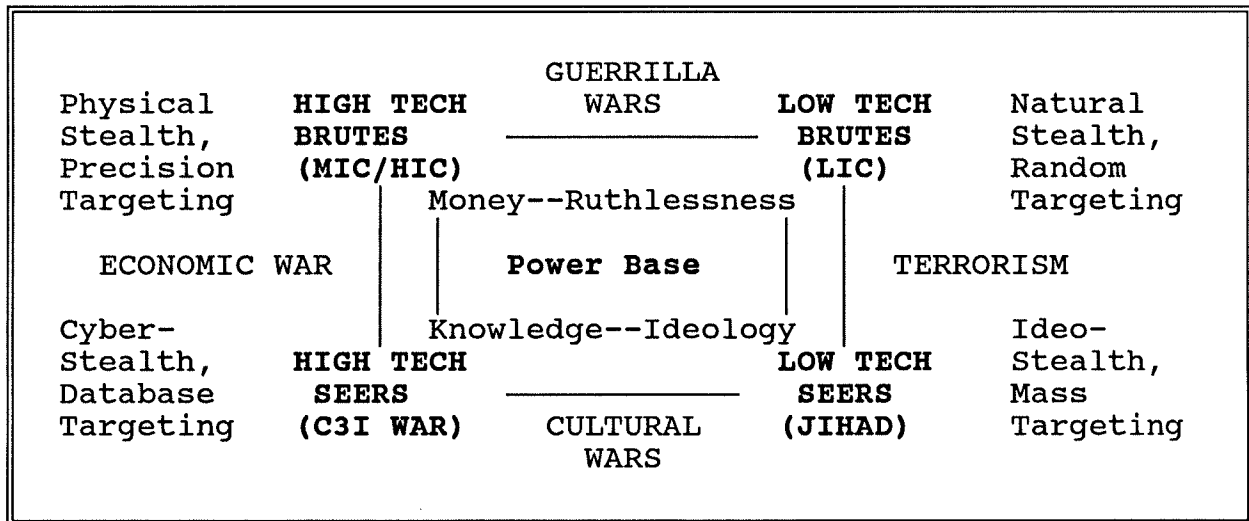 GUERRILLA
Physical HIGH TECH WARS LOW TECH Natural
Stealth, BRUTES BRUTES Stealth,
Precision (MIC/HIC) (LIC) Random
Targeting Money--Ruthlessness Targeting
ECONOMIC WAR Power Base TERRORISM
Cyber- Knowledge--Ideology Ideo-
Stealth, HIGH TECH LOW TECH Stealth,
Database SEERS SEERS Mass
Targeting (C3I WAR) CULTURAL (JIHAD) Targeting
WARS